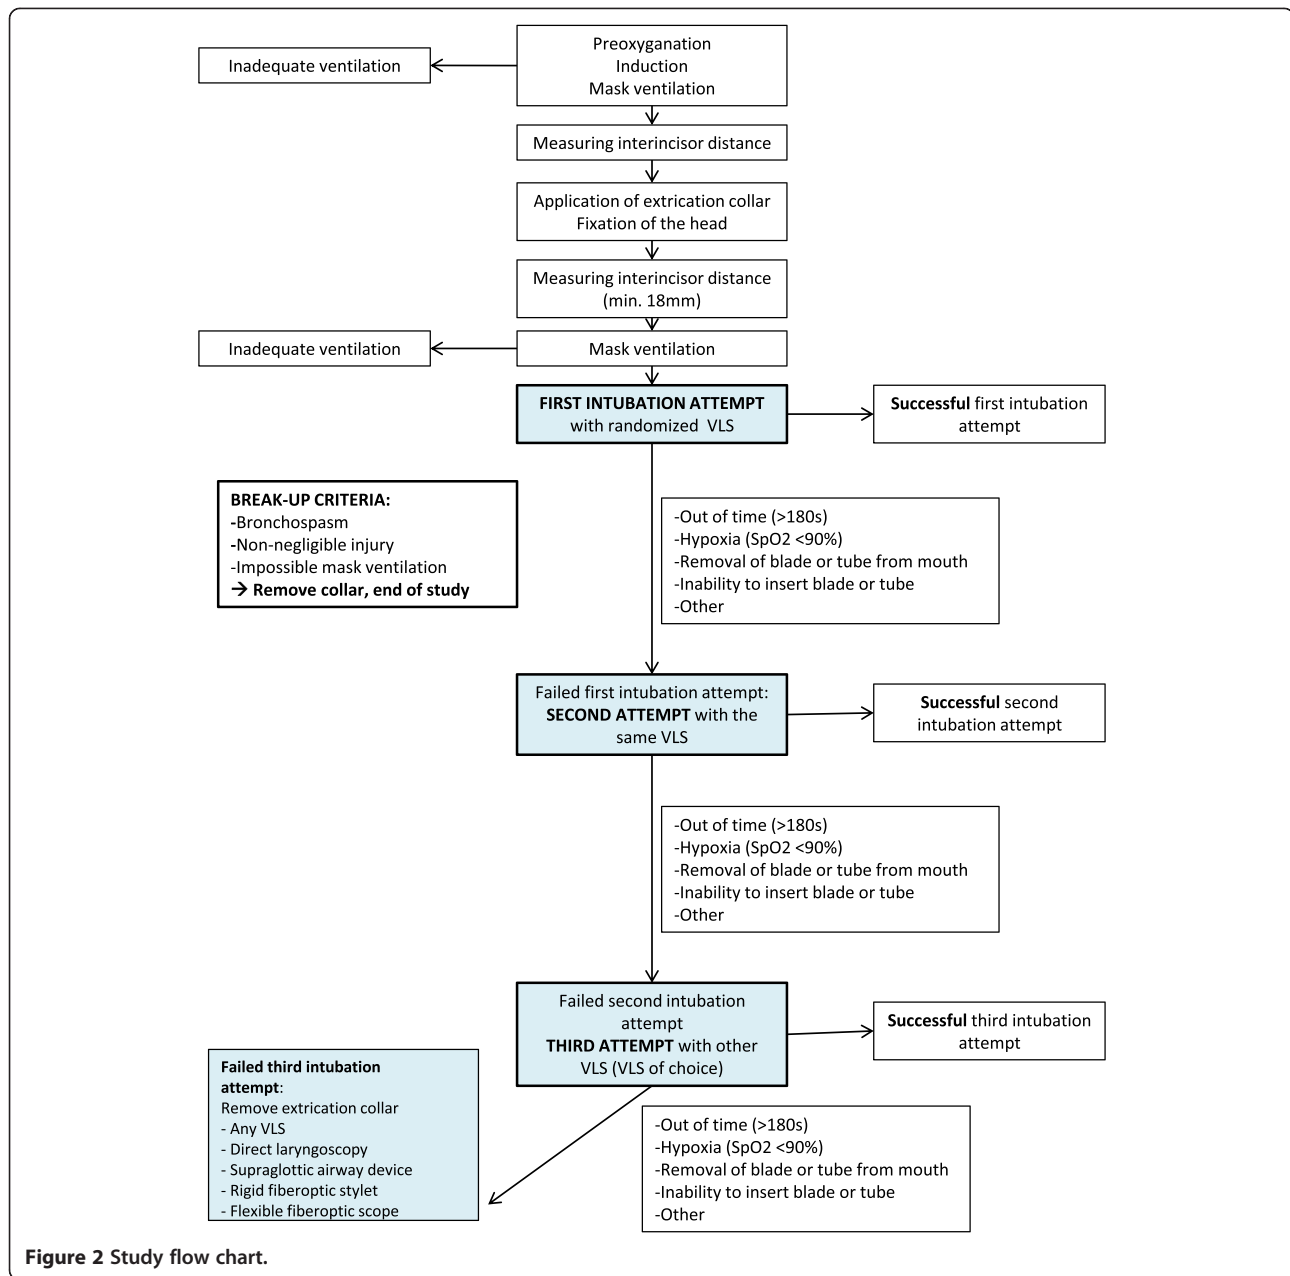 Preoxyganation
Induction
Mask ventilation
Inadequate ventilation
Measuring interincisor distance
Application of extrication collar
Fixation of the head
Measuring interincisor distance
(min. 18mm)
Inadequate ventilation
Mask ventilation
FIRST INTUBATION ATTEMPT
with randomized VLS
Successful first intubation
attempt
BREAK-UP CRITERIA:
-Bronchospasm
-Non-negligible injury
-Impossible mask ventilation
→ Remove collar, end of study
-Out of time (>180s)
-Hypoxia (SpO2 <90%)
-Removal of blade or tube from mouth
-Inability to insert blade or tube
-Other
Failed first intubation attempt:
SECOND ATTEMPT with the
same VLS
Successful second
intubation attempt
-Out of time (>180s)
-Hypoxia (SpO2 <90%)
-Removal of blade or tube from mouth
-Inability to insert blade or tube
-Other
Failed second intubation
attempt
THIRD ATTEMPT with other
VLS (VLS of choice)
Successful third intubation
attempt
Failed third intubation
attempt:
Remove extrication collar
- Any VLS
- Direct laryngoscopy
- Supraglottic airway device
- Rigid fiberoptic stylet
- Flexible fiberoptic scope
-Out of time (>180s)
-Hypoxia (SpO2 <90%)
-Removal of blade or tube from mouth
-Inability to insert blade or tube
-Other
Figure 2 Study flow chart.